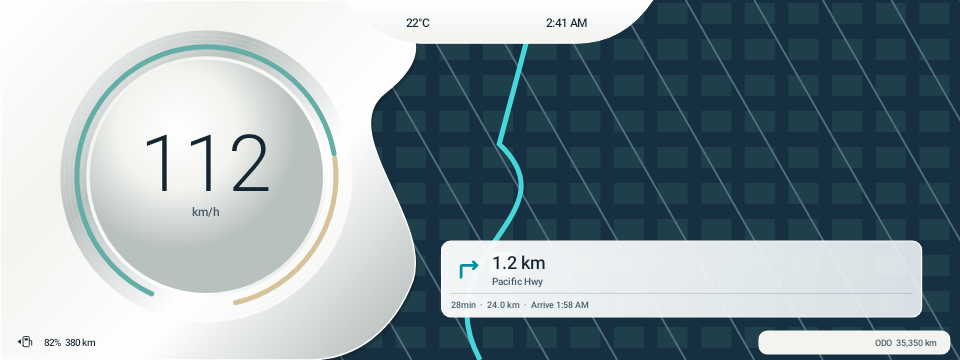 22°C
2:41 AM
112
km/h
1.2 km
Pacific Hwy
28min · 24.0 km · Arrive 1:58 AM
82% 380 km
ODO 35,350 km